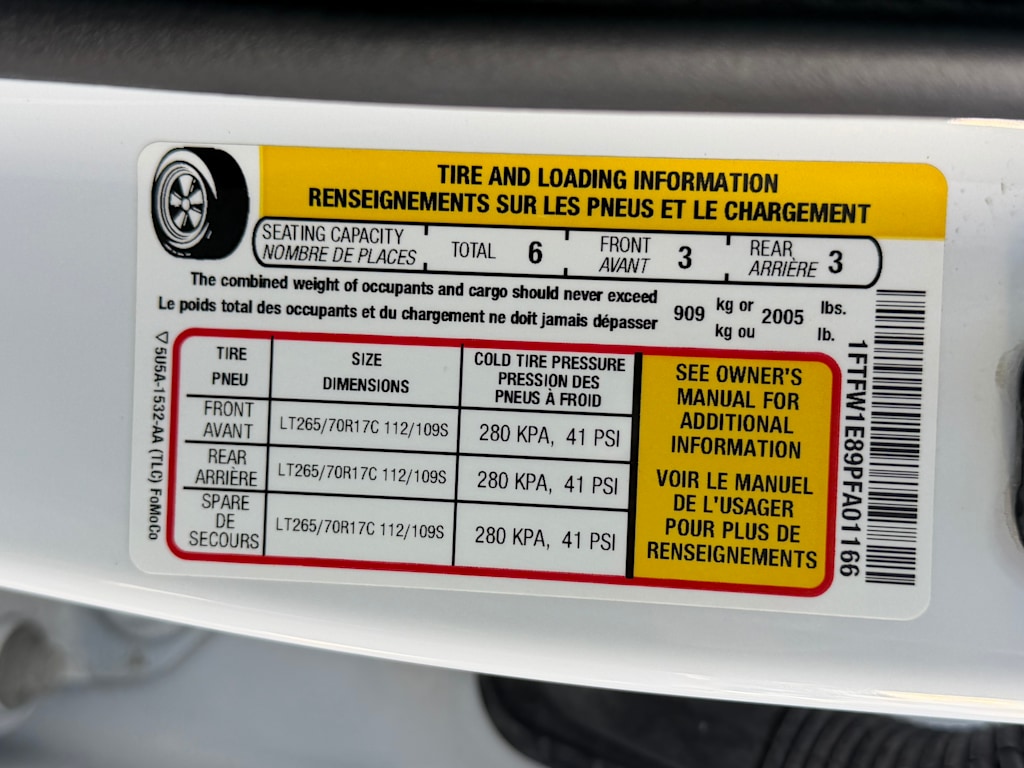 TIRE AND LOADING INFORMATION
RENSEIGNEMENTS SUR LES PNEUS ET LE CHARGEMENT
SEATING CAPACITY TOTAL 6 FRONT 3 REAR 3
NOMBRE DE PLACES AVANT ARRIÈRE
The combined weight of occupants and cargo should never exceed 909 kg or 2005 lbs.
Le poids total des occupants et du chargement ne doit jamais dépasser kg ou lb.
TIRE SIZE COLD TIRE PRESSURE
PNEU DIMENSIONS PRESSION DES
PNEUS À FROID
FRONT
AVANT LT265/70R17C 112/109S 280 KPA, 41 PSI
REAR
ARRIÈRE LT265/70R17C 112/109S 280 KPA, 41 PSI
SPARE
DE
SECOURS LT265/70R17C 112/109S 280 KPA, 41 PSI
SEE OWNER'S
MANUAL FOR
ADDITIONAL
INFORMATION
VOIR LE MANUEL
DE L'USAGER
POUR PLUS DE
RENSEIGNEMENTS
5U5A-1532-AA (TLC) FoMoCo
1FTFW1E89PFA01166